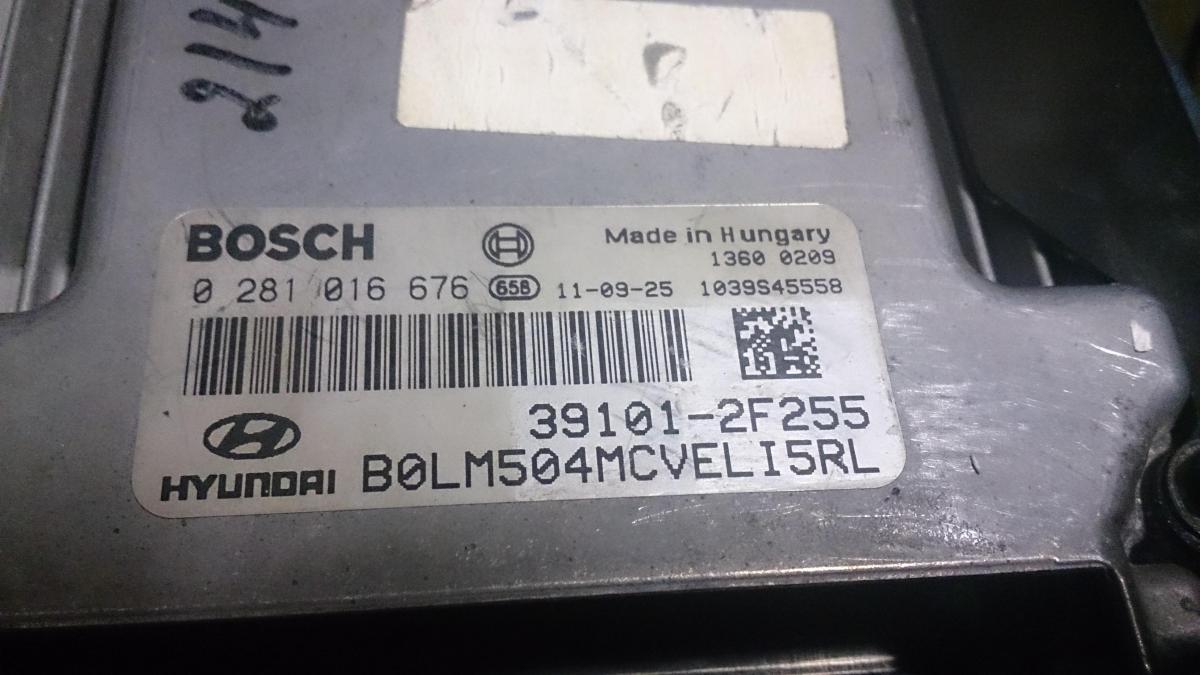 214
BOSCH
Made in Hungary
1360 0209
0 281 016 676 658 11-09-25 1039S45558
39101-2F255
HYUNDAI B0LM504MCVELI5RL